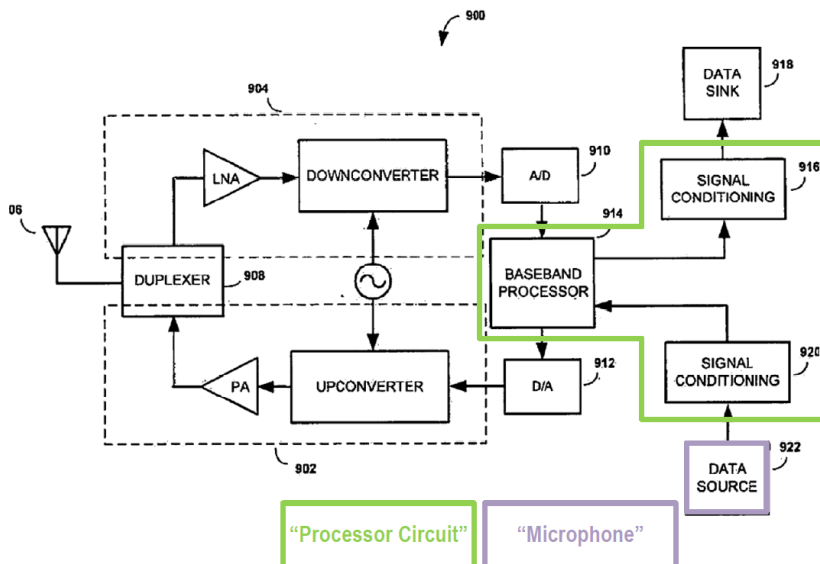 900
904
918
DATA
SINK
LNA
DOWNCONVERTER
910
A/D
916
SIGNAL
CONDITIONING
914
06
DUPLEXER
908
BASEBAND
PROCESSOR
PA
UPCONVERTER
912
D/A
920
SIGNAL
CONDITIONING
902
922
DATA
SOURCE
“Processor Circuit”
“Microphone”